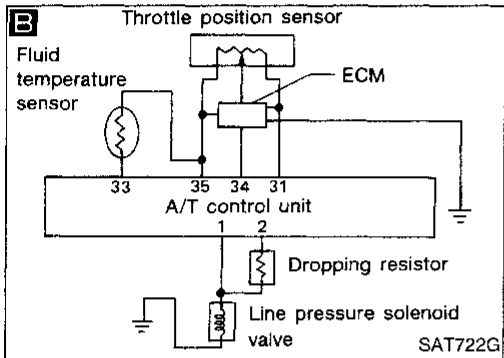 B
Throttle position sensor
Fluid
temperature
sensor
ECM
33 35 34 31
A/T control unit
1 2
Dropping resistor
Line pressure solenoid
valve
SAT722G